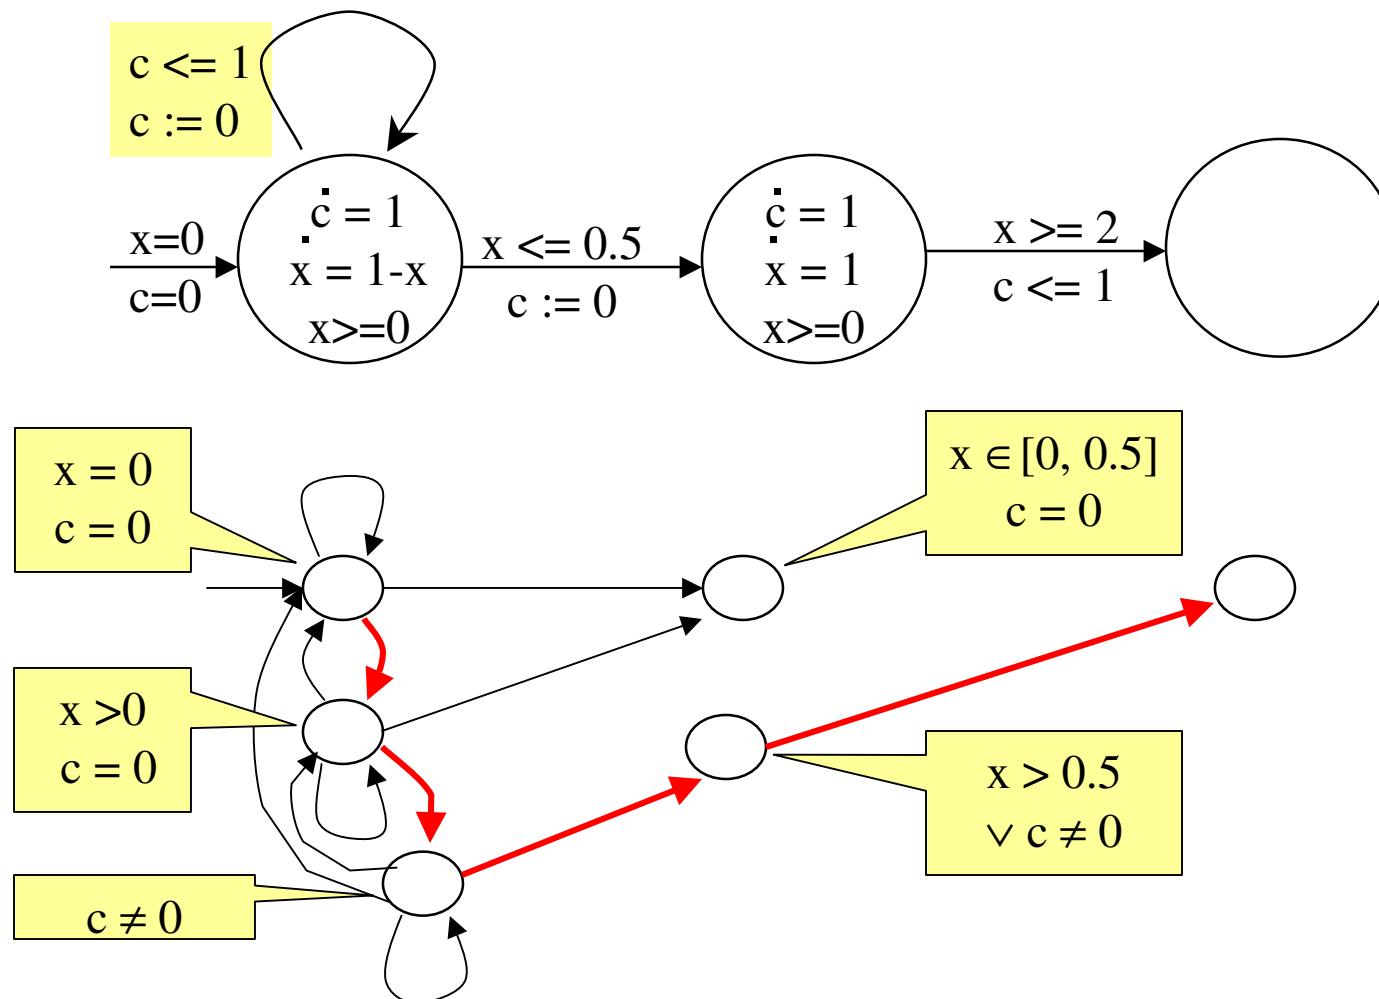 c <= 1
c := 0
x=0
c=0
ċ = 1
ẋ = 1-x
x>=0
x <= 0.5
c := 0
ċ = 1
ẋ = 1
x>=0
x >= 2
c <= 1
x = 0
c = 0
x ∈ [0, 0.5]
c = 0
x >0
c = 0
x > 0.5
∨ c ≠ 0
c ≠ 0